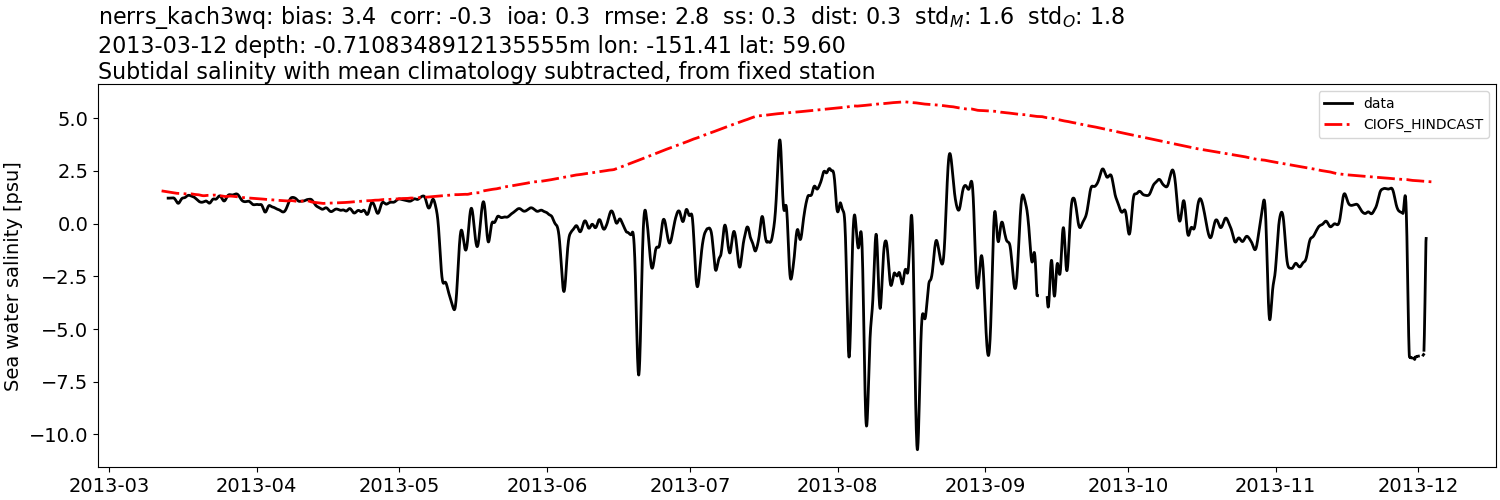 nerrs_kach3wq: bias: 3.4 corr: -0.3 ioa: 0.3 rmse: 2.8 ss: 0.3 dist: 0.3 std_M: 1.6 std_O: 1.8
2013-03-12 depth: -0.7108348912135555m lon: -151.41 lat: 59.60
Subtidal salinity with mean climatology subtracted, from fixed station
data
CIOFS_HINDCAST
Sea water salinity [psu]
5.0
2.5
0.0
−2.5
−5.0
−7.5
−10.0
2013-03 2013-04 2013-05 2013-06 2013-07 2013-08 2013-09 2013-10 2013-11 2013-12